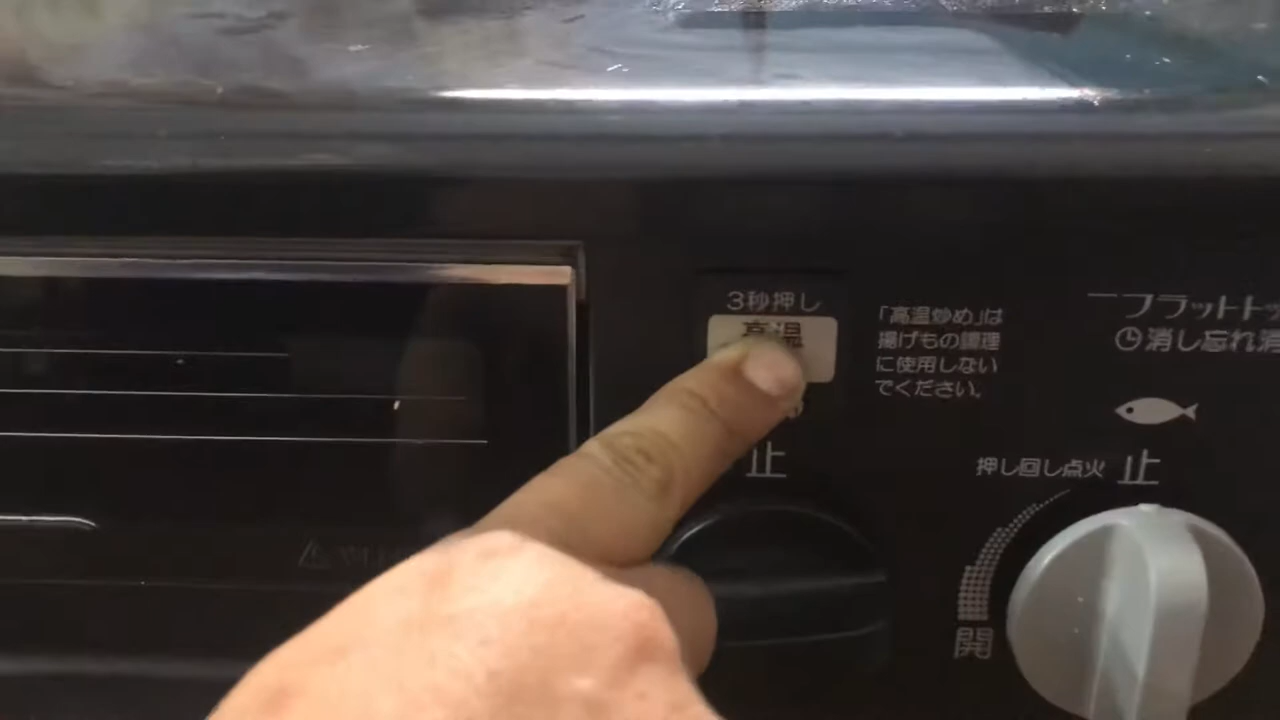 3秒押し
高温
「高温炒め」は
揚げもの調理
に使用しない
でください。
フラットト
消し忘れ消
止
押し回し点火 止
開